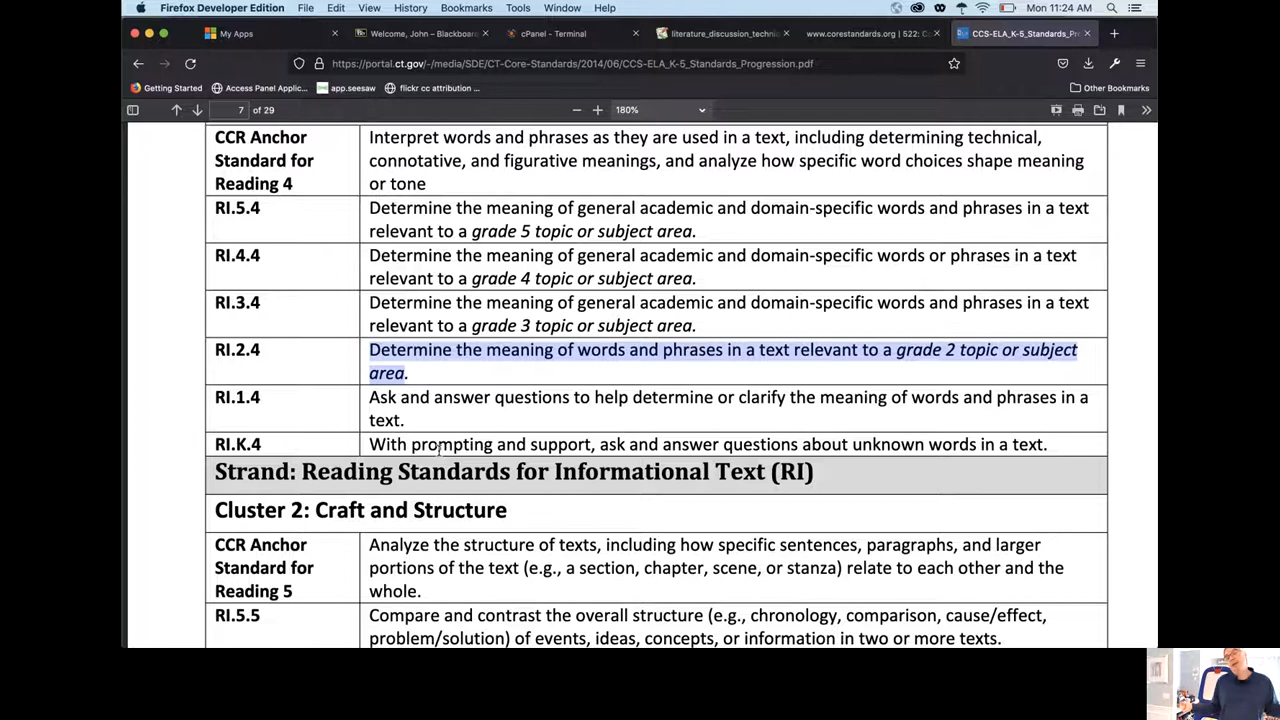 Firefox Developer Edition File Edit View History Bookmarks Tools Window Help Mon 11:24 AM
My Apps Welcome, John – Blackboard cPanel - Terminal literature_discussion_techni www.corestandards.org | 522: C CCS-ELA_K-5_Standards_Pr
https://portal.ct.gov/-/media/SDE/CT-Core-Standards/2014/06/CCS-ELA_K-5_Standards_Progression.pdf
Getting Started Access Panel Applic... app.seesaw flickr cc attribution ... Other Bookmarks
7 of 29 180%
CCR Anchor Standard for Reading 4
Interpret words and phrases as they are used in a text, including determining technical,
connotative, and figurative meanings, and analyze how specific word choices shape meaning
or tone
RI.5.4
Determine the meaning of general academic and domain-specific words and phrases in a text
relevant to a grade 5 topic or subject area.
RI.4.4
Determine the meaning of general academic and domain-specific words or phrases in a text
relevant to a grade 4 topic or subject area.
RI.3.4
Determine the meaning of general academic and domain-specific words and phrases in a text
relevant to a grade 3 topic or subject area.
RI.2.4
Determine the meaning of words and phrases in a text relevant to a grade 2 topic or subject
area.
RI.1.4
Ask and answer questions to help determine or clarify the meaning of words and phrases in a
text.
RI.K.4
With prompting and support, ask and answer questions about unknown words in a text.
Strand: Reading Standards for Informational Text (RI)
Cluster 2: Craft and Structure
CCR Anchor
Standard for
Reading 5
Analyze the structure of texts, including how specific sentences, paragraphs, and larger
portions of the text (e.g., a section, chapter, scene, or stanza) relate to each other and the
whole.
RI.5.5
Compare and contrast the overall structure (e.g., chronology, comparison, cause/effect,
problem/solution) of events, ideas, concepts, or information in two or more texts.